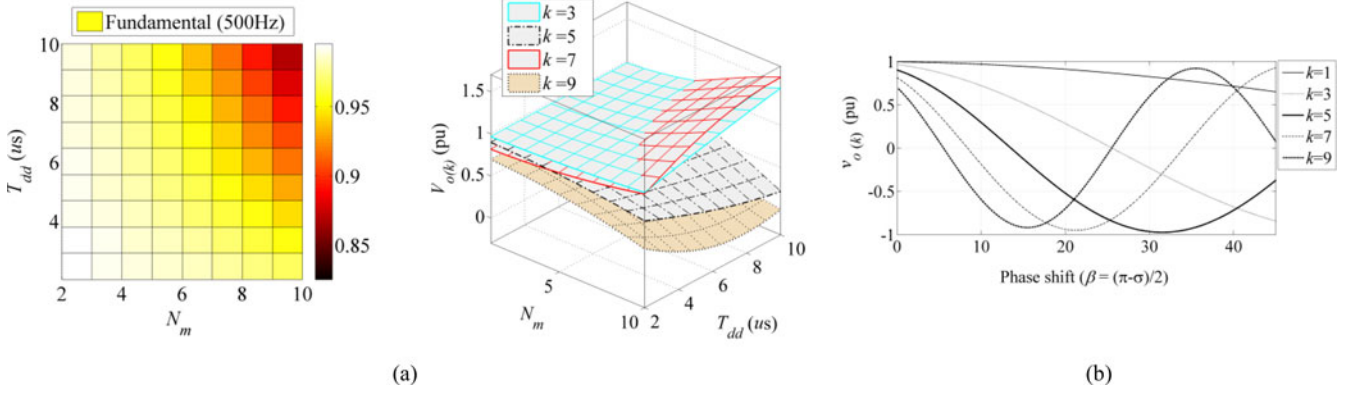 Fundamental (500Hz)
10
8
6
4
T_dd (us)
2 4 6 8 10
N_m
0.95
0.9
0.85
k =3
k =5
k =7
k =9
1.5
1
0.5
0
V_o(k) (pu)
5
10
N_m
2
4
6
8
10
T_dd (us)
(a)
1
0.5
0
-0.5
-1
v_o (k) (pu)
0 10 20 30 40
Phase shift (β = (π-σ)/2)
k=1
k=3
k=5
k=7
k=9
(b)